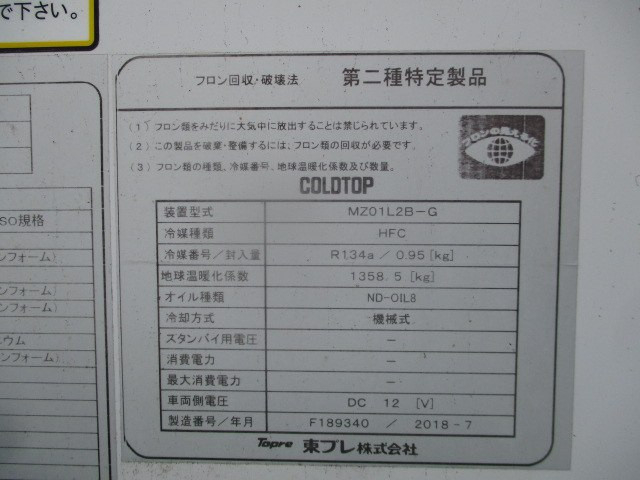 で下さい。
フロン回収・破壊法 第二種特定製品
(1) フロン類をみだりに大気中に放出することは禁じられています。
(2) この製品を破棄・整備するには、フロン類の回収が必要です。
(3) フロン類の種類、冷媒番号、地球温暖化係数及び数量。
フロンの見える化
COLDTOP
装置型式 MZ01L2B-G
冷媒種類 HFC
冷媒番号/封入量 R134a / 0.95 [kg]
地球温暖化係数 1358.5 [kg]
オイル種類 ND-OIL8
冷却方式 機械式
スタンバイ用電圧 -
消費電力 -
最大消費電力 -
車両側電圧 DC 12 [V]
製造番号/年月 F189340 / 2018-7
Topre 東プレ株式会社
SO規格
ンフォーム)
ンフォーム)
ンフォーム)
ウム
ンフォーム)